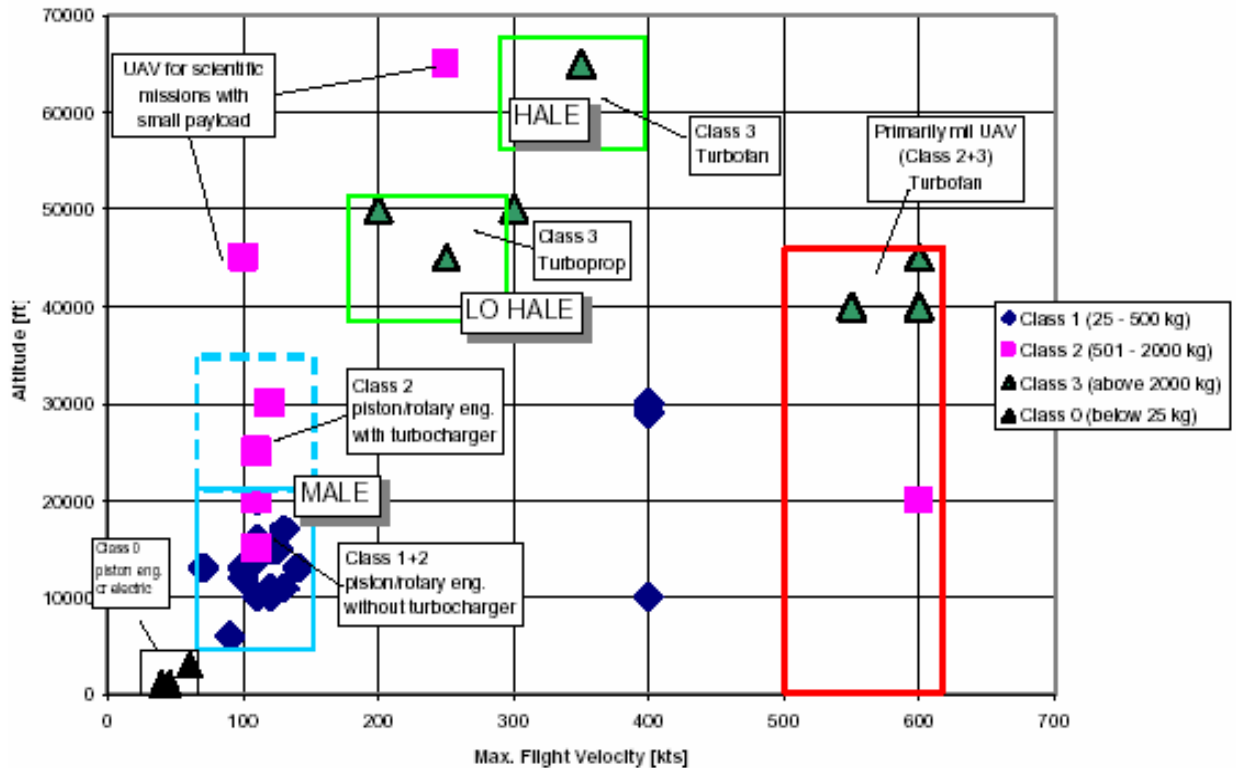 70000
60000
50000
40000
30000
20000
10000
0
Altitude [ft]
0 100 200 300 400 500 600 700
Max. Flight Velocity [kts]
UAV for scientific
missions with
small payload
HALE
Class 3
Turbofan
Primarily mil UAV
(Class 2+3)
Turbofan
Class 3
Turboprop
LO HALE
Class 2
piston/rotary eng.
with turbocharger
MALE
Class 1+2
piston/rotary eng.
without turbocharger
Class 0
piston eng.
or electric
Class 1 (25 - 500 kg)
Class 2 (501 - 2000 kg)
Class 3 (above 2000 kg)
Class 0 (below 25 kg)